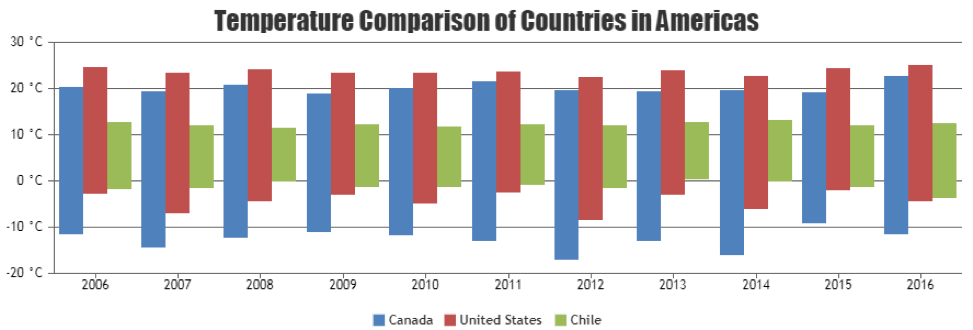 Temperature Comparison of Countries in Americas
30 °C
20 °C
10 °C
0 °C
-10 °C
-20 °C
2006 2007 2008 2009 2010 2011 2012 2013 2014 2015 2016
Canada United States Chile